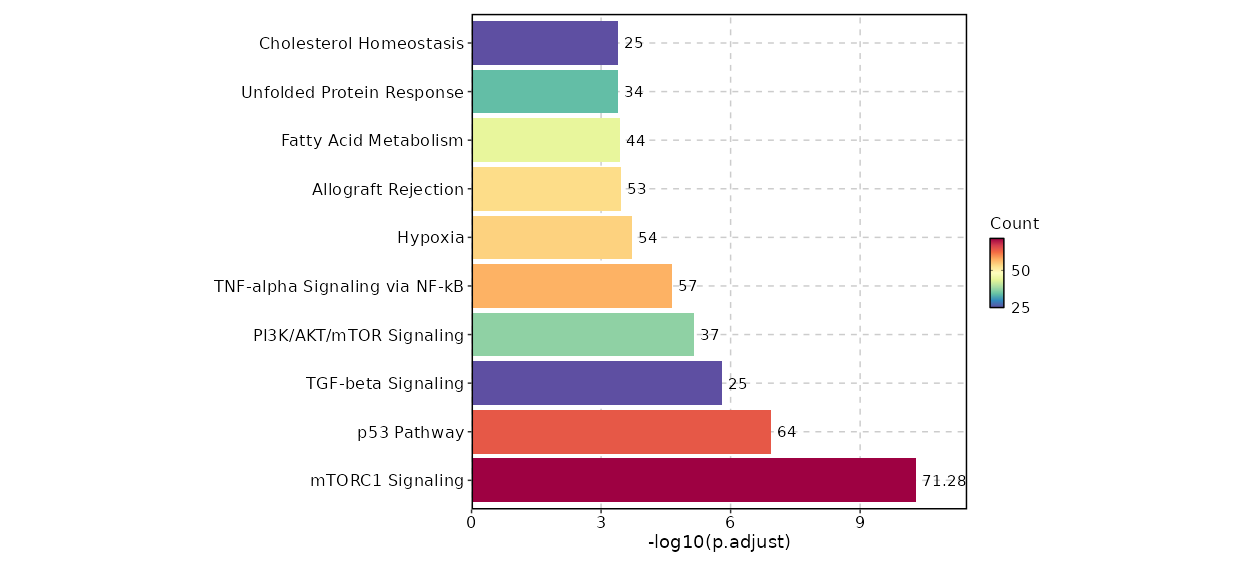 Cholesterol Homeostasis 25
Unfolded Protein Response 34
Fatty Acid Metabolism 44
Allograft Rejection 53
Hypoxia 54
TNF-alpha Signaling via NF-kB 57
PI3K/AKT/mTOR Signaling 37
TGF-beta Signaling 25
p53 Pathway 64
mTORC1 Signaling 71.28
0 3 6 9
-log10(p.adjust)
Count
50
25